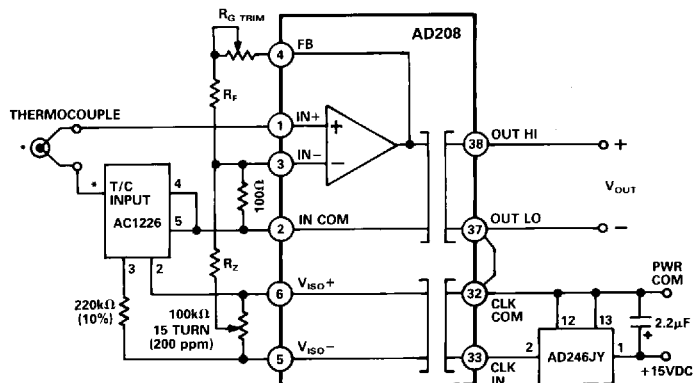 R_G TRIM
AD208
4 FB
R_F
THERMOCOUPLE
1 IN+
+
3 IN−
−
38 OUT HI
+
*
* T/C INPUT
AC1226
4
5
100Ω
V_OUT
2 IN COM
37 OUT LO
−
3
2
R_Z
220kΩ
(10%)
100kΩ
15 TURN
(200 ppm)
6 V_ISO+
5 V_ISO−
32 CLK COM
33 CLK IN
PWR COM
12
13
2.2µF
+
2
AD246JY
1
+15VDC